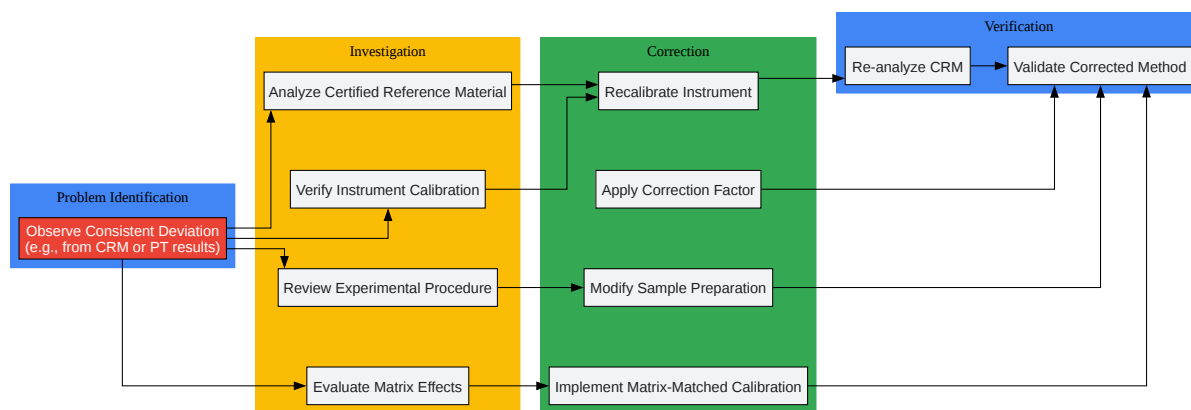 Problem Identification
Observe Consistent Deviation
(e.g., from CRM or PT results)
Investigation
Analyze Certified Reference Material
Verify Instrument Calibration
Review Experimental Procedure
Evaluate Matrix Effects
Correction
Recalibrate Instrument
Apply Correction Factor
Modify Sample Preparation
Implement Matrix-Matched Calibration
Verification
Re-analyze CRM
Validate Corrected Method